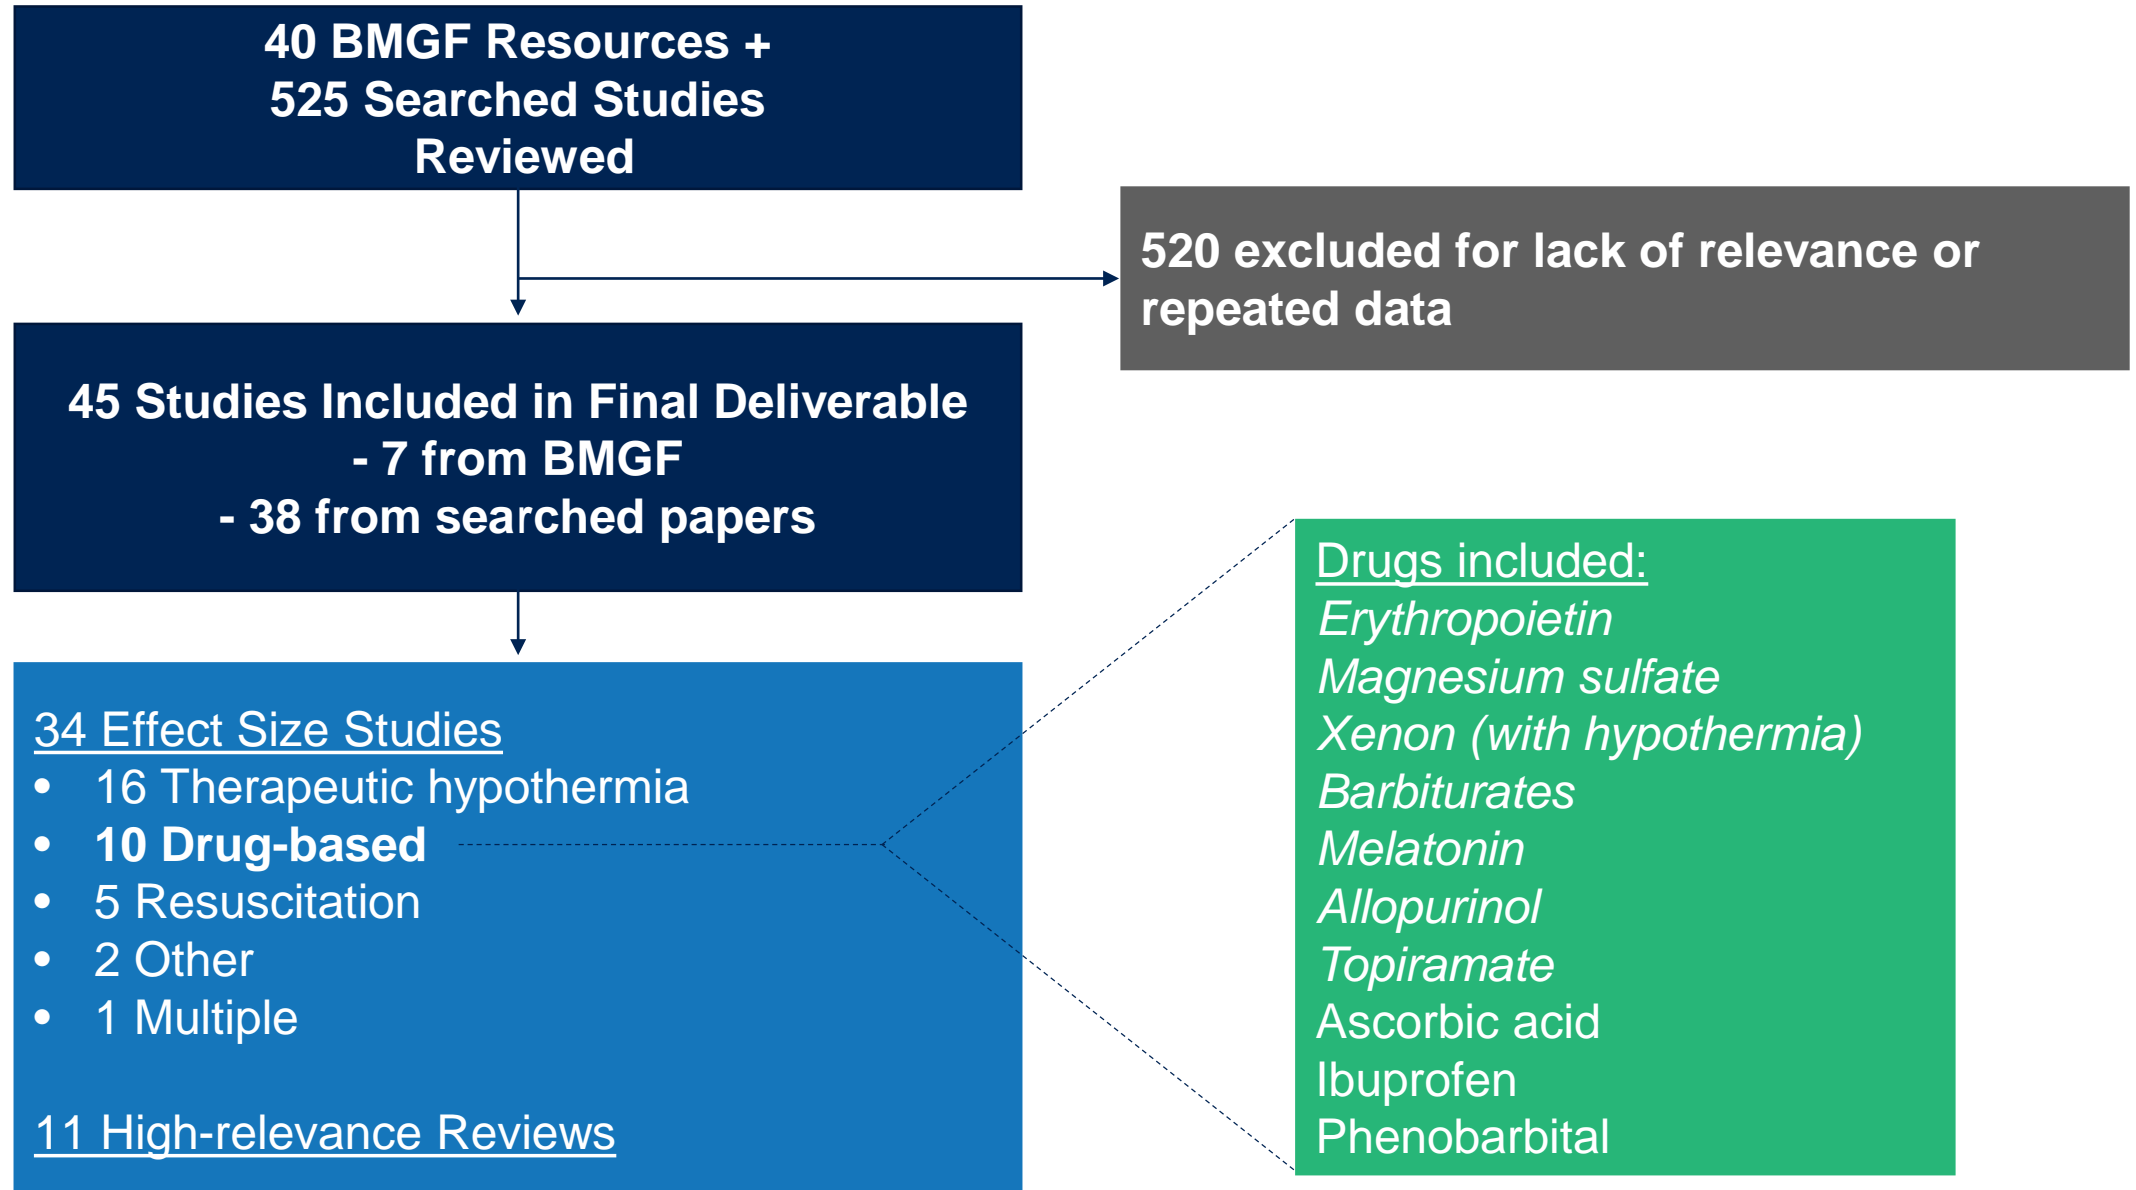 40 BMGF Resources +
525 Searched Studies
Reviewed
520 excluded for lack of relevance or
repeated data
45 Studies Included in Final Deliverable
- 7 from BMGF
- 38 from searched papers
34 Effect Size Studies
• 16 Therapeutic hypothermia
• 10 Drug-based
• 5 Resuscitation
• 2 Other
• 1 Multiple
11 High-relevance Reviews
Drugs included:
Erythropoietin
Magnesium sulfate
Xenon (with hypothermia)
Barbiturates
Melatonin
Allopurinol
Topiramate
Ascorbic acid
Ibuprofen
Phenobarbital